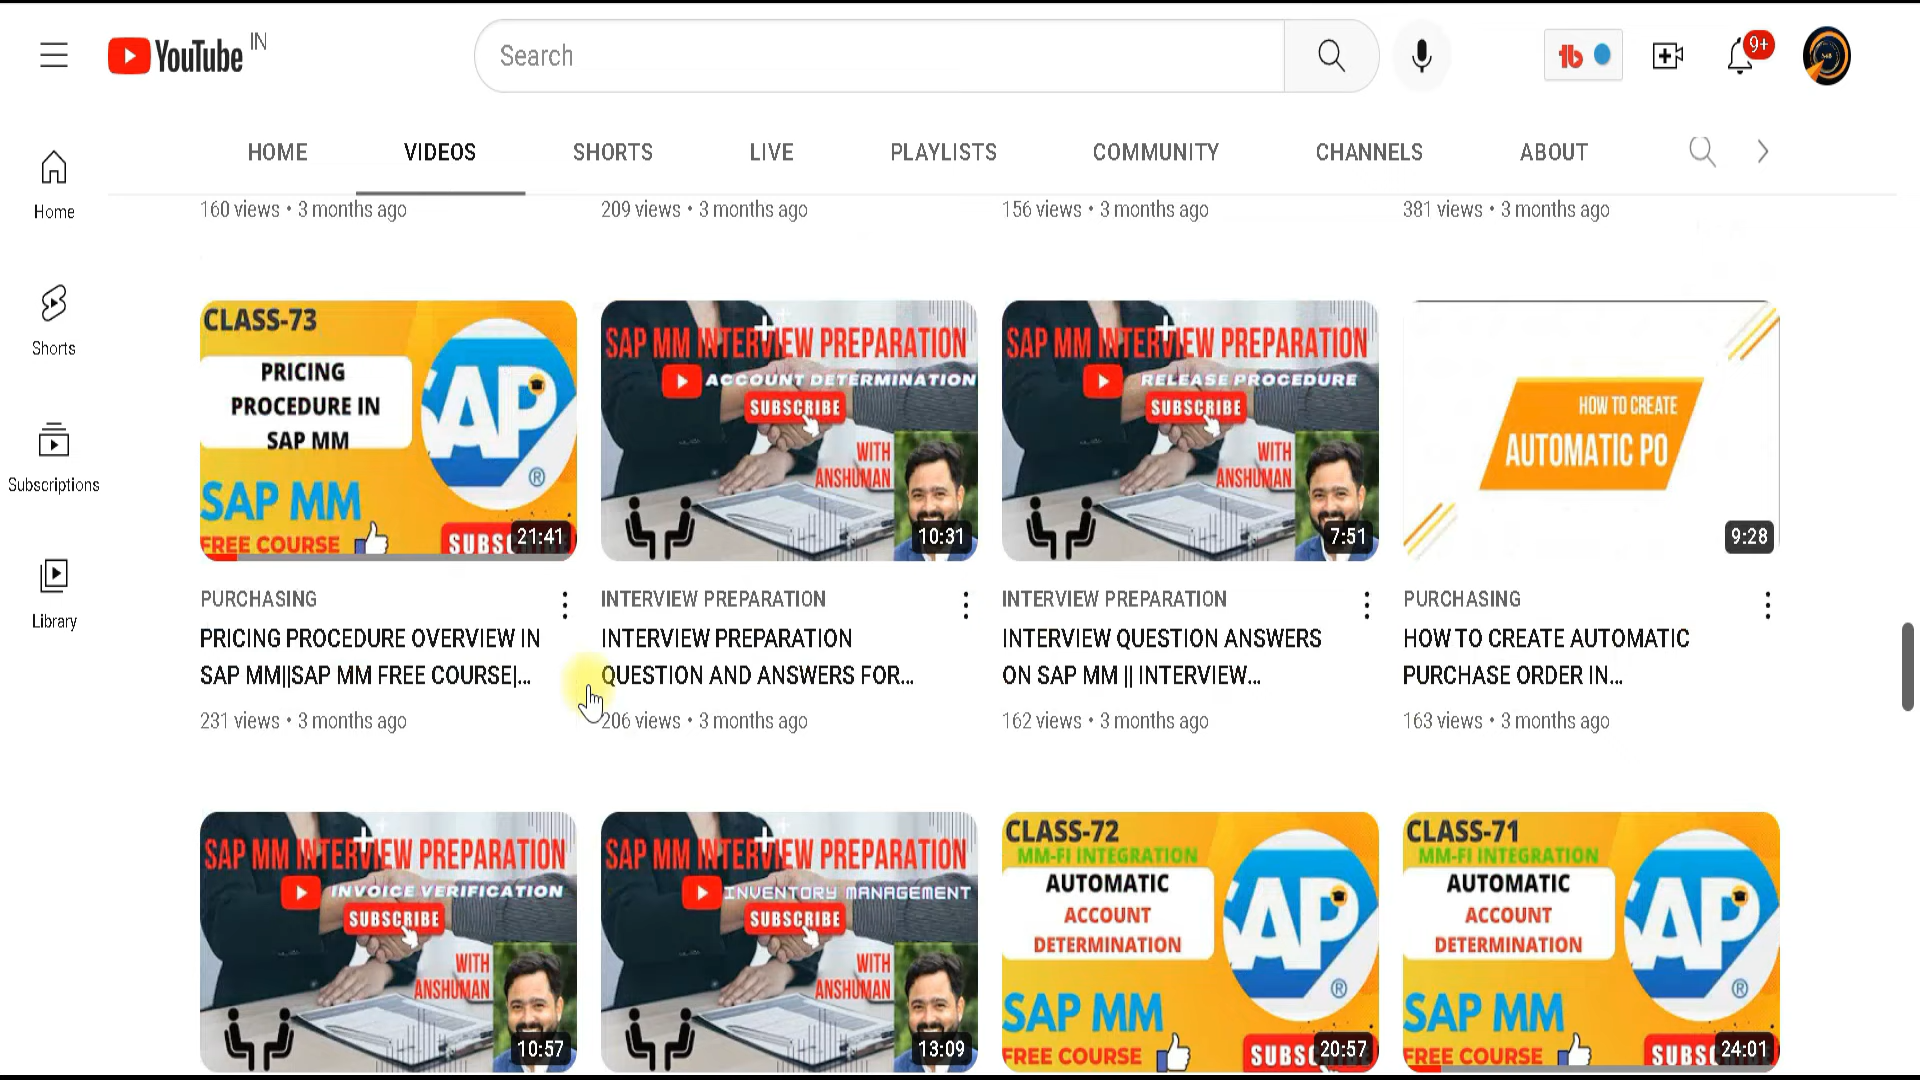 YouTube IN
Search
9+
HOME
VIDEOS
SHORTS
LIVE
PLAYLISTS
COMMUNITY
CHANNELS
ABOUT
Home
Shorts
Subscriptions
Library
160 views • 3 months ago
209 views • 3 months ago
156 views • 3 months ago
381 views • 3 months ago
CLASS-73
PRICING
PROCEDURE IN
SAP MM
SAP
®
SAP MM
FREE COURSE
21:41
PURCHASING
PRICING PROCEDURE OVERVIEW IN
SAP MM||SAP MM FREE COURSE|...
231 views • 3 months ago
SAP MM INTERVIEW PREPARATION
ACCOUNT DETERMINATION
SUBSCRIBE
WITH
ANSHUMAN
10:31
INTERVIEW PREPARATION
INTERVIEW PREPARATION
QUESTION AND ANSWERS FOR...
206 views • 3 months ago
SAP MM INTERVIEW PREPARATION
RELEASE PROCEDURE
SUBSCRIBE
WITH
ANSHUMAN
7:51
INTERVIEW PREPARATION
INTERVIEW QUESTION ANSWERS
ON SAP MM || INTERVIEW...
162 views • 3 months ago
HOW TO CREATE
AUTOMATIC PO
9:28
PURCHASING
HOW TO CREATE AUTOMATIC
PURCHASE ORDER IN...
163 views • 3 months ago
SAP MM INTERVIEW PREPARATION
INVOICE VERIFICATION
SUBSCRIBE
WITH
ANSHUMAN
10:57
SAP MM INTERVIEW PREPARATION
INVENTORY MANAGEMENT
SUBSCRIBE
WITH
ANSHUMAN
13:09
CLASS-72
MM-FI INTEGRATION
AUTOMATIC
ACCOUNT
DETERMINATION
SAP
®
SAP MM
FREE COURSE
20:57
CLASS-71
MM-FI INTEGRATION
AUTOMATIC
ACCOUNT
DETERMINATION
SAP
®
SAP MM
FREE COURSE
24:01